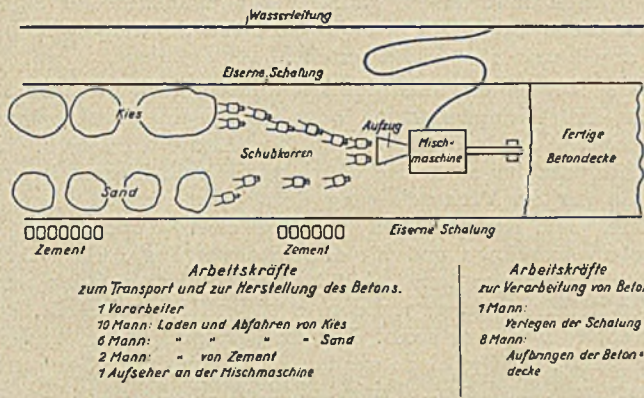 Wasserleitung
Eiserne Schalung
Kies
Aufzug
Misch-
maschine
Fertige
Betondecke
Schubkarren
Sand
Eiserne Schalung
Zement
Zement
Arbeitskräfte
zum Transport und zur Herstellung des Betons.
1 Vorarbeiter
10 Mann: Laden und Abfahren von Kies
6 Mann: " " " " Sand
2 Mann: " von Zement
1 Aufseher an der Mischmaschine
Arbeitskräfte
zur Verarbeitung von Beto
1 Mann:
Verlegen der Schalung
8 Mann:
Aufbringen der Beton=
decke